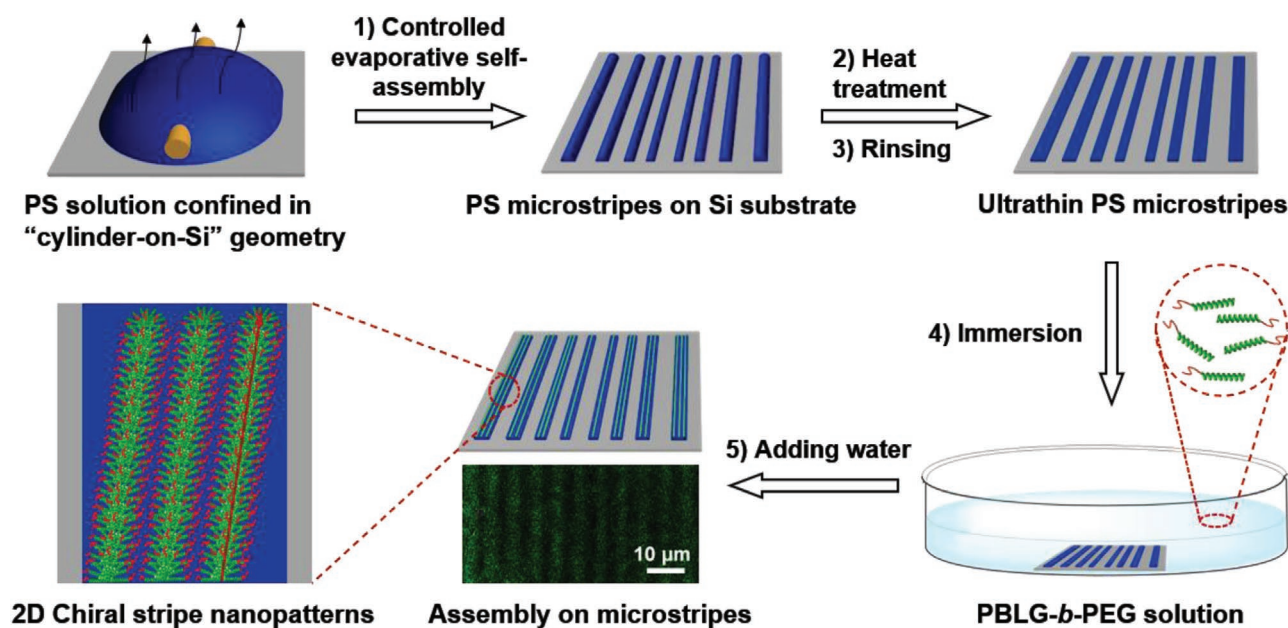 1) Controlled
evaporative self-
assembly
2) Heat
treatment
3) Rinsing
PS solution confined in
“cylinder-on-Si” geometry
PS microstripes on Si substrate
Ultrathin PS microstripes
4) Immersion
5) Adding water
10 μm
2D Chiral stripe nanopatterns
Assembly on microstripes
PBLG-b-PEG solution